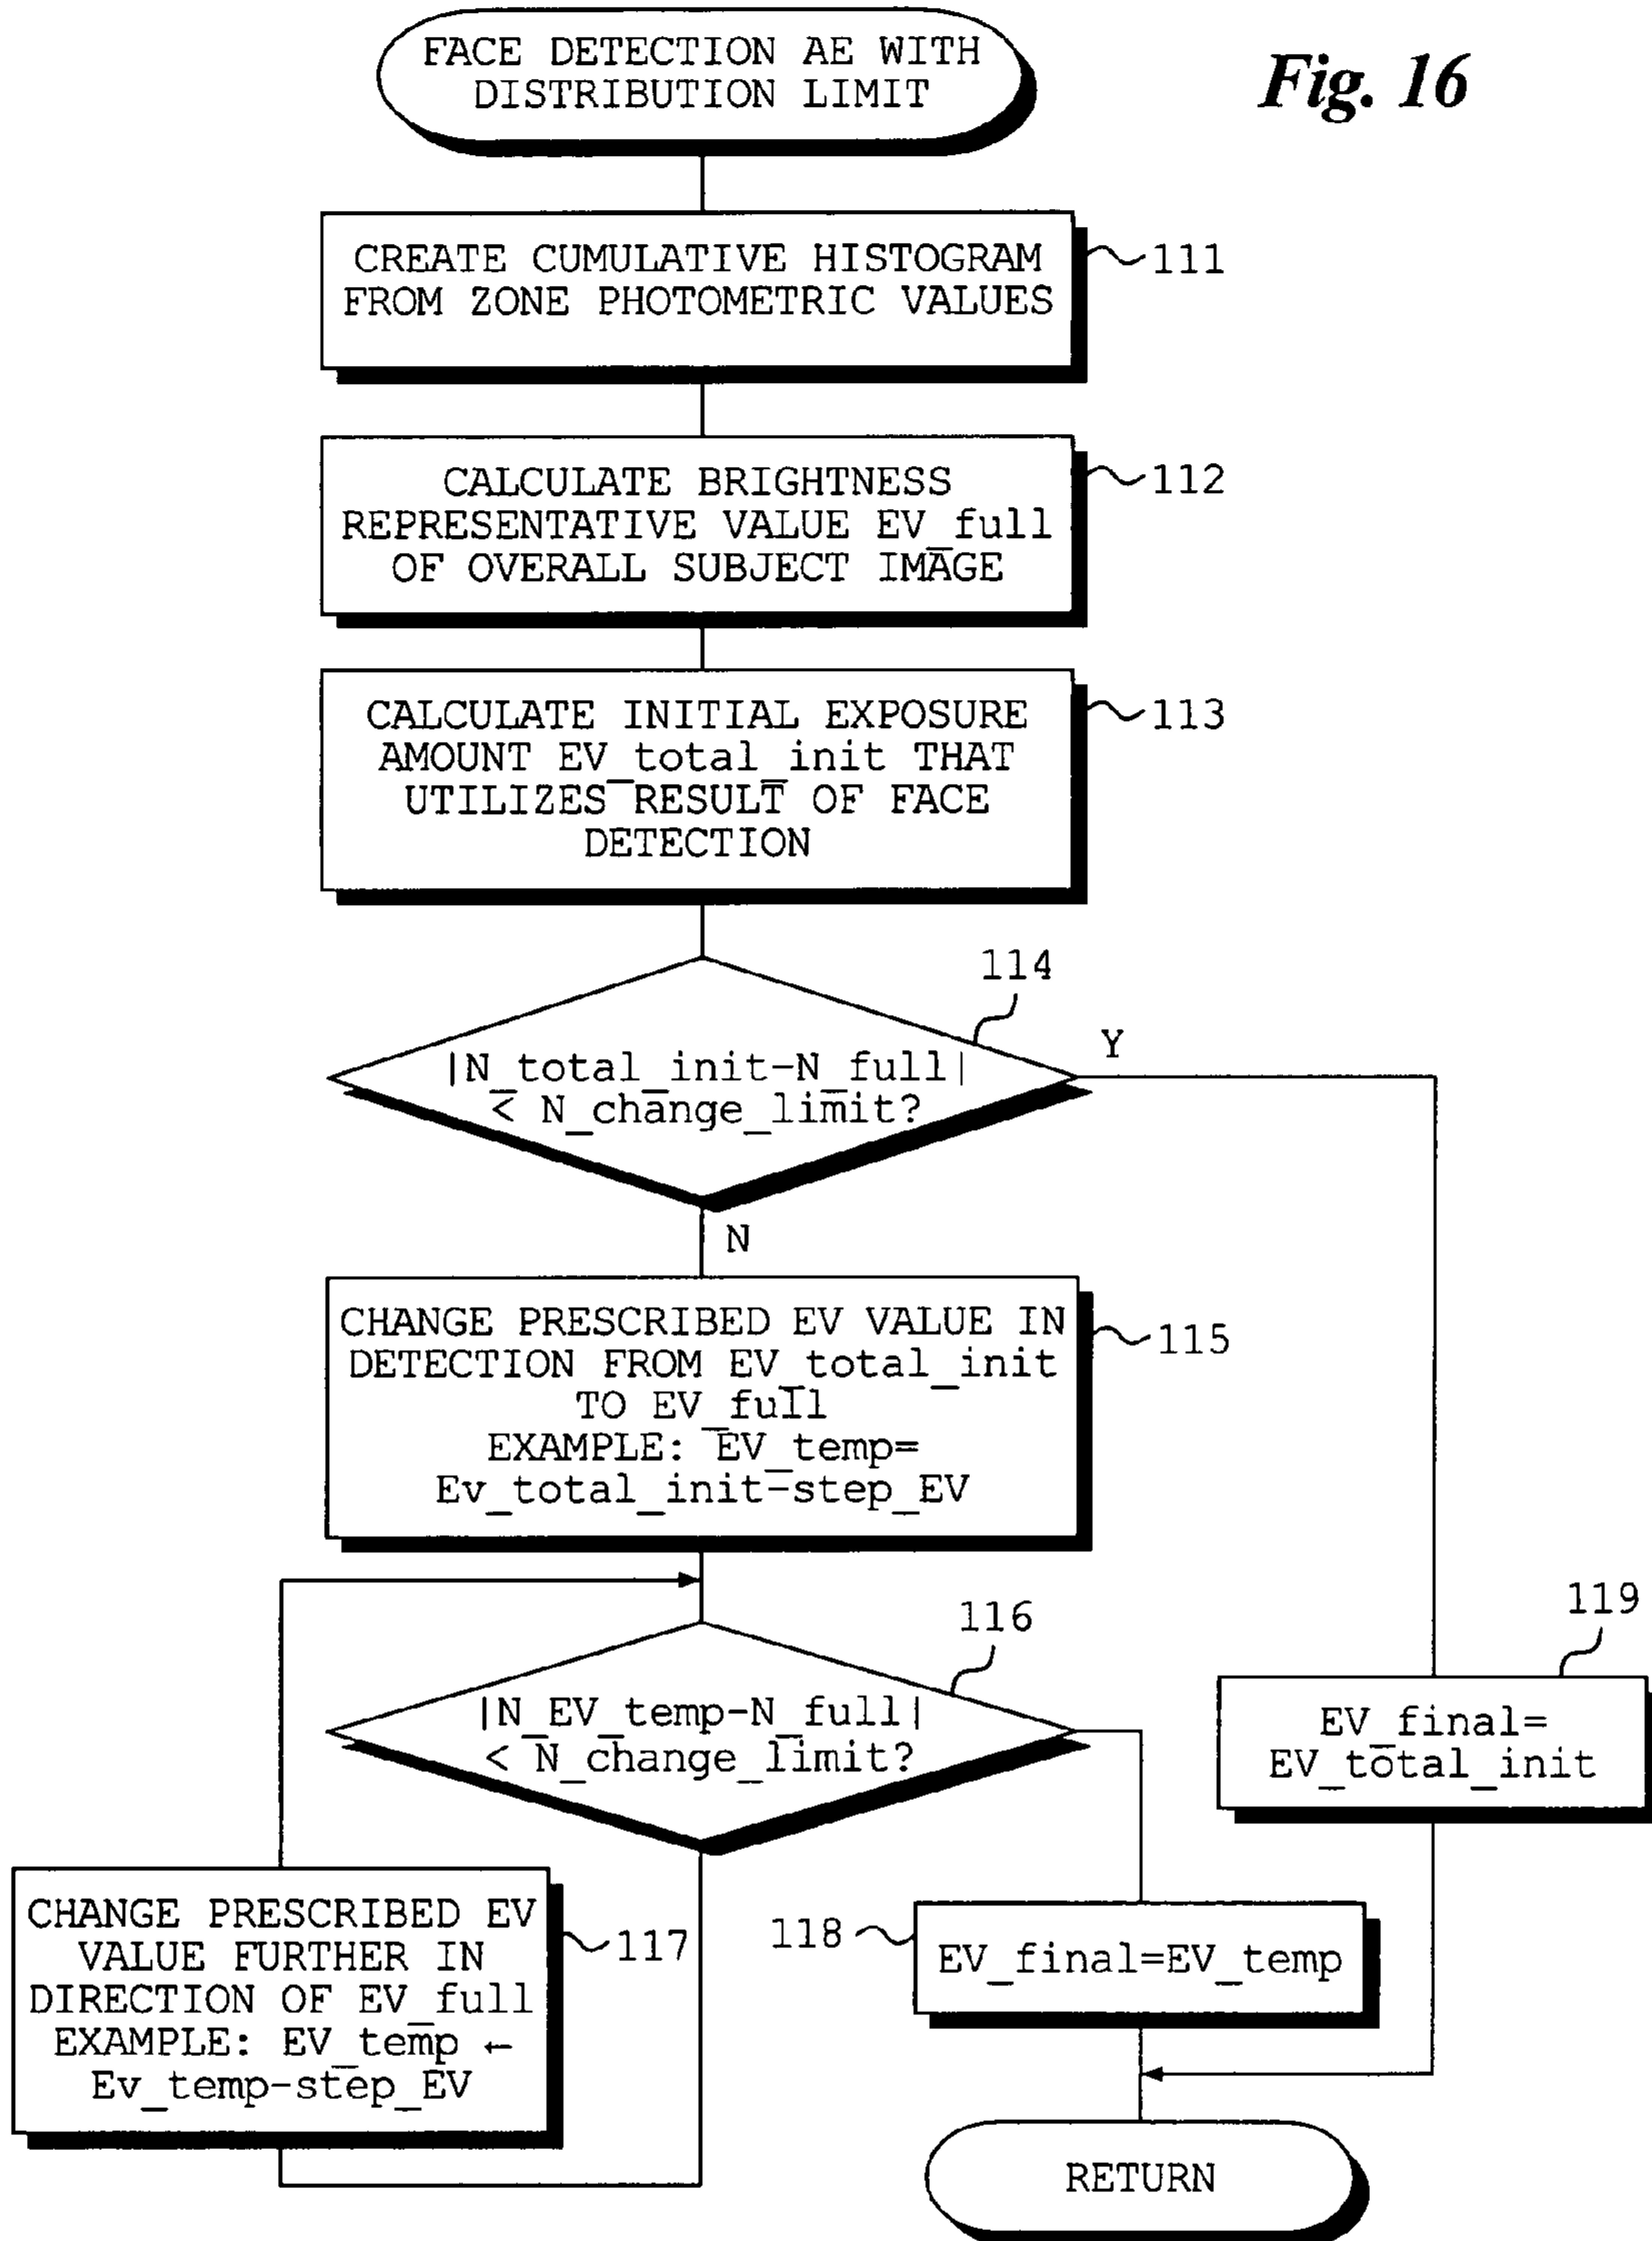 FACE DETECTION AE WITH
DISTRIBUTION LIMIT
Fig. 16
CREATE CUMULATIVE HISTOGRAM
FROM ZONE PHOTOMETRIC VALUES
111
CALCULATE BRIGHTNESS
REPRESENTATIVE VALUE EV_full
OF OVERALL SUBJECT IMAGE
112
CALCULATE INITIAL EXPOSURE
AMOUNT EV_total_init THAT
UTILIZES RESULT OF FACE
DETECTION
113
114
|N_total_init-N_full|
< N_change_limit?
Y
N
CHANGE PRESCRIBED EV VALUE IN
DETECTION FROM EV_total_init
TO EV_full
EXAMPLE: EV_temp=
Ev_total_init-step_EV
115
116
|N_EV_temp-N_full|
< N_change_limit?
119
EV_final=
EV_total_init
CHANGE PRESCRIBED EV
VALUE FURTHER IN
DIRECTION OF EV_full
EXAMPLE: EV_temp ←
Ev_temp-step_EV
117
118
EV_final=EV_temp
RETURN